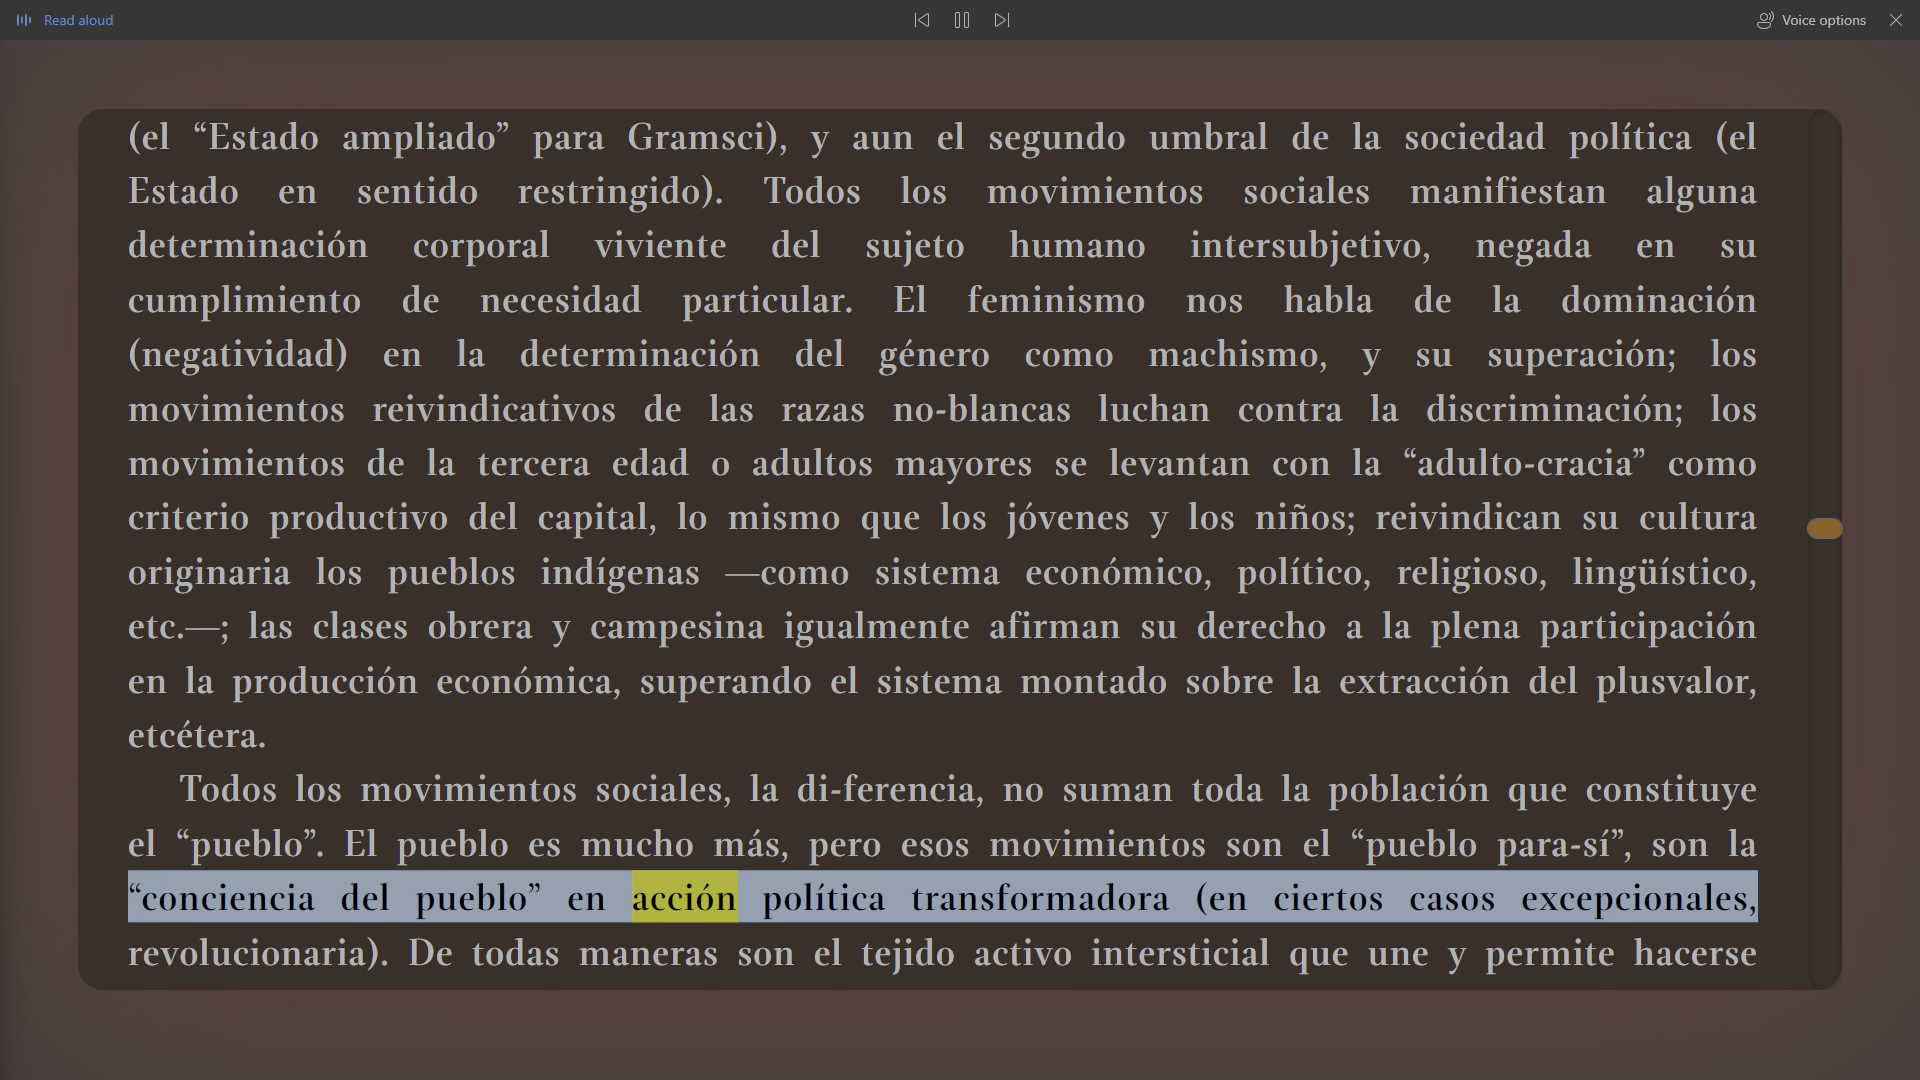 Read aloud
Voice options
(el “Estado ampliado” para Gramsci), y aun el segundo umbral de la sociedad política (el
Estado en sentido restringido). Todos los movimientos sociales manifiestan alguna
determinación corporal viviente del sujeto humano intersubjetivo, negada en su
cumplimiento de necesidad particular. El feminismo nos habla de la dominación
(negatividad) en la determinación del género como machismo, y su superación; los
movimientos reivindicativos de las razas no-blancas luchan contra la discriminación; los
movimientos de la tercera edad o adultos mayores se levantan con la “adulto-cracia” como
criterio productivo del capital, lo mismo que los jóvenes y los niños; reivindican su cultura
originaria los pueblos indígenas —como sistema económico, político, religioso, lingüístico,
etc.—; las clases obrera y campesina igualmente afirman su derecho a la plena participación
en la producción económica, superando el sistema montado sobre la extracción del plusvalor,
etcétera.
Todos los movimientos sociales, la di-ferencia, no suman toda la población que constituye
el “pueblo”. El pueblo es mucho más, pero esos movimientos son el “pueblo para-sí”, son la
“conciencia del pueblo” en acción política transformadora (en ciertos casos excepcionales,
revolucionaria). De todas maneras son el tejido activo intersticial que une y permite hacerse